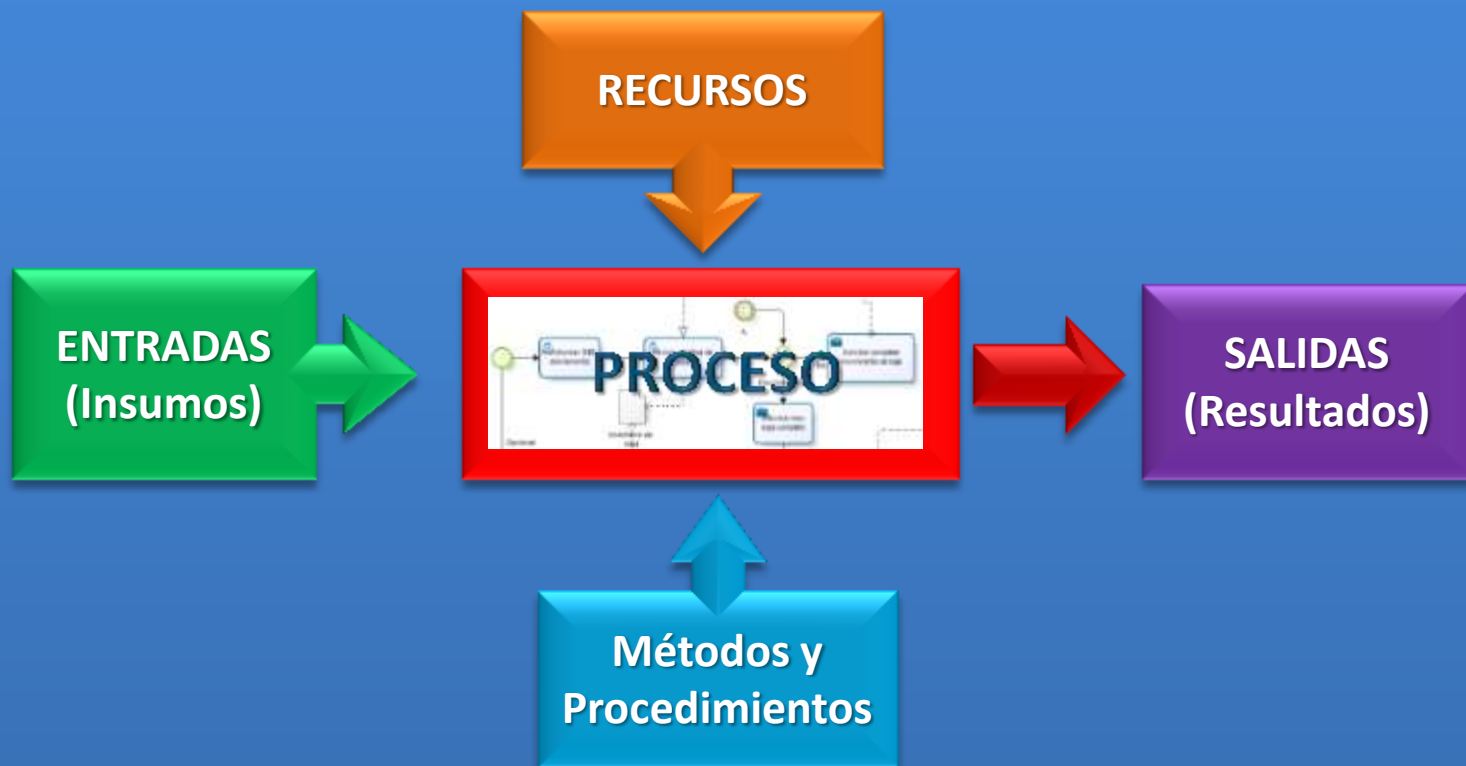 RECURSOS
ENTRADAS
(Insumos)
PROCESO
SALIDAS
(Resultados)
Métodos y
Procedimientos